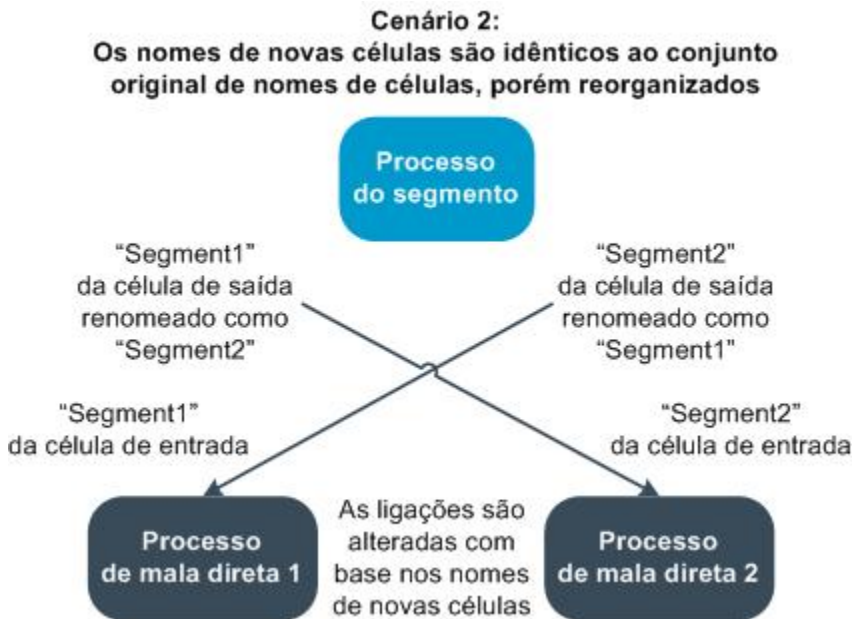 Cenário 2:
Os nomes de novas células são idênticos ao conjunto
original de nomes de células, porém reorganizados
Processo
do segmento
“Segment1”
da célula de saída
renomeado como
“Segment2”
“Segment2”
da célula de saída
renomeado como
“Segment1”
“Segment1”
da célula de entrada
“Segment2”
da célula de entrada
Processo
de mala direta 1
As ligações são
alteradas com
base nos nomes
de novas células
Processo
de mala direta 2